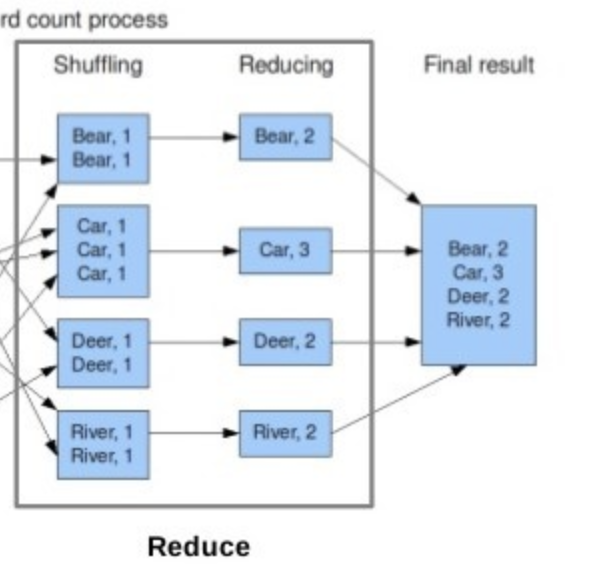 rd count process
Shuffling
Reducing
Final result
Bear, 1
Bear, 1
Bear, 2
Car, 1
Car, 1
Car, 1
Car, 3
Bear, 2
Car, 3
Deer, 2
River, 2
Deer, 1
Deer, 1
Deer, 2
River, 1
River, 1
River, 2
Reduce